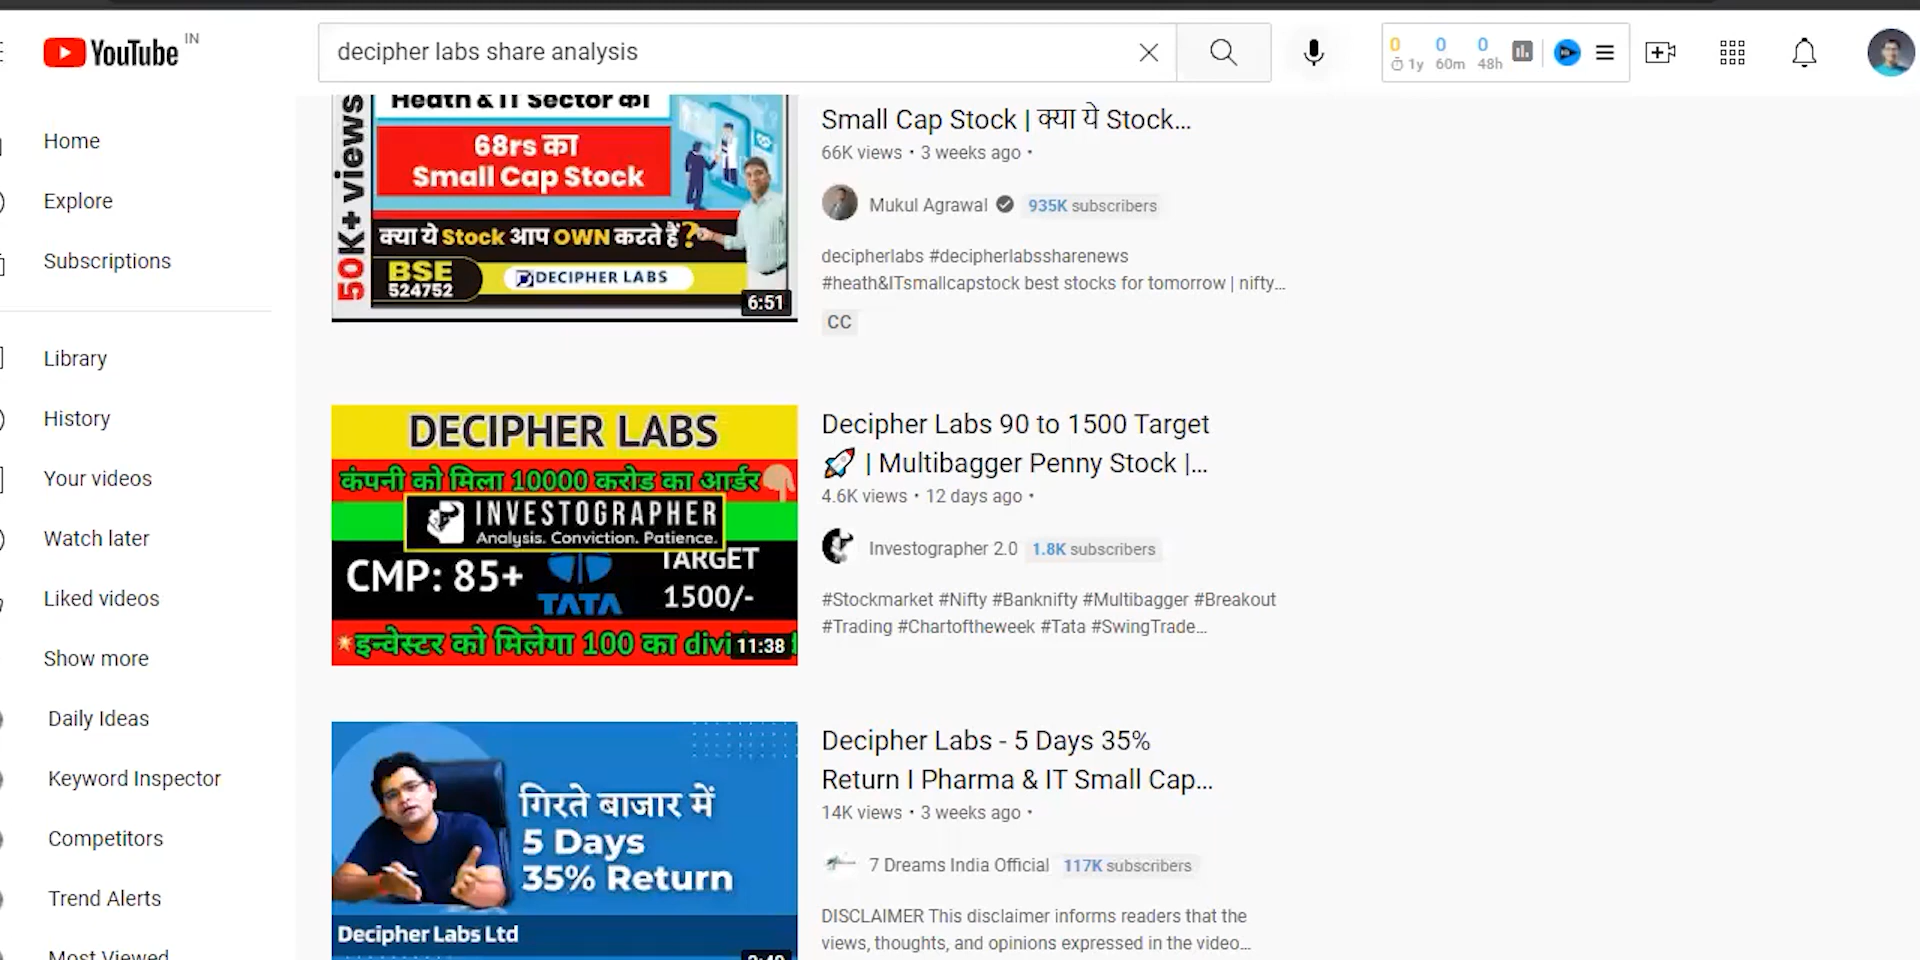 YouTube IN
decipher labs share analysis
0 0 0
1y 60m 48h
Home
Explore
Subscriptions
Library
History
Your videos
Watch later
Liked videos
Show more
Daily Ideas
Keyword Inspector
Competitors
Trend Alerts
Most Viewed
50K+views
Heath & IT Sector का
68rs का
Small Cap Stock
क्या ये Stock आप OWN करते हैं?
BSE
524752
DECIPHER LABS
6:51
Small Cap Stock | क्या ये Stock...
66K views • 3 weeks ago •
Mukul Agrawal 935K subscribers
decipherlabs #decipherlabssharenews
#heath&ITsmallcapstock best stocks for tomorrow | nifty...
CC
DECIPHER LABS
कंपनी को मिला 10000 करोड का आर्डर
INVESTOGRAPHER
Analysis. Conviction. Patience.
CMP: 85+
TATA
TARGET
1500/-
इन्वेस्टर को मिलेगा 100 का divi
11:38
Decipher Labs 90 to 1500 Target
🚀 | Multibagger Penny Stock |...
4.6K views • 12 days ago •
Investographer 2.0 1.8K subscribers
#Stockmarket #Nifty #Banknifty #Multibagger #Breakout
#Trading #Chartoftheweek #Tata #SwingTrade...
गिरते बाजार में
5 Days
35% Return
Decipher Labs Ltd
Decipher Labs - 5 Days 35%
Return I Pharma & IT Small Cap...
14K views • 3 weeks ago •
7 Dreams India Official 117K subscribers
DISCLAIMER This disclaimer informs readers that the
views, thoughts, and opinions expressed in the video...